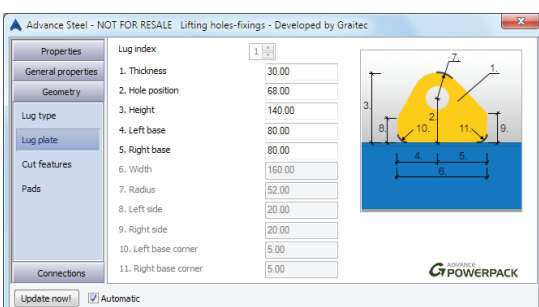 Advance Steel - NOT FOR RESALE Lifting holes-fixings - Developed by Graitec
Properties
General properties
Geometry
Lug type
Lug plate
Cut features
Pads
Connections
Lug index 1
1. Thickness 30.00
2. Hole position 68.00
3. Height 140.00
4. Left base 80.00
5. Right base 80.00
6. Width 160.00
7. Radius 52.00
8. Left side 20.00
9. Right side 20.00
10. Left base corner 5.00
11. Right base corner 5.00
7.
1.
3.
2.
8. 10. 11. 9.
4. 5.
6.
ADVANCE
GPOWERPACK
Update now! Automatic